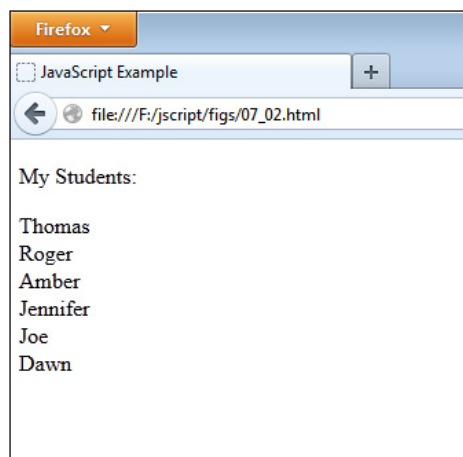 Firefox
JavaScript Example
file:///F:/jscript/figs/07_02.html
My Students:
Thomas
Roger
Amber
Jennifer
Joe
Dawn